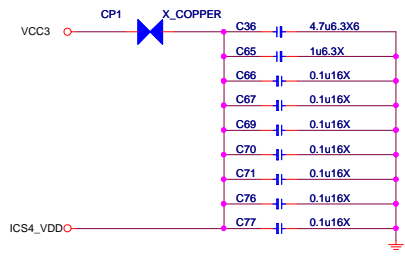 CP1 X_COPPER C36 4.7u6.3X6
VCC3
C65 1u6.3X
C66 0.1u16X
C67 0.1u16X
C69 0.1u16X
C70 0.1u16X
C71 0.1u16X
C76 0.1u16X
C77 0.1u16X
ICS4_VDD